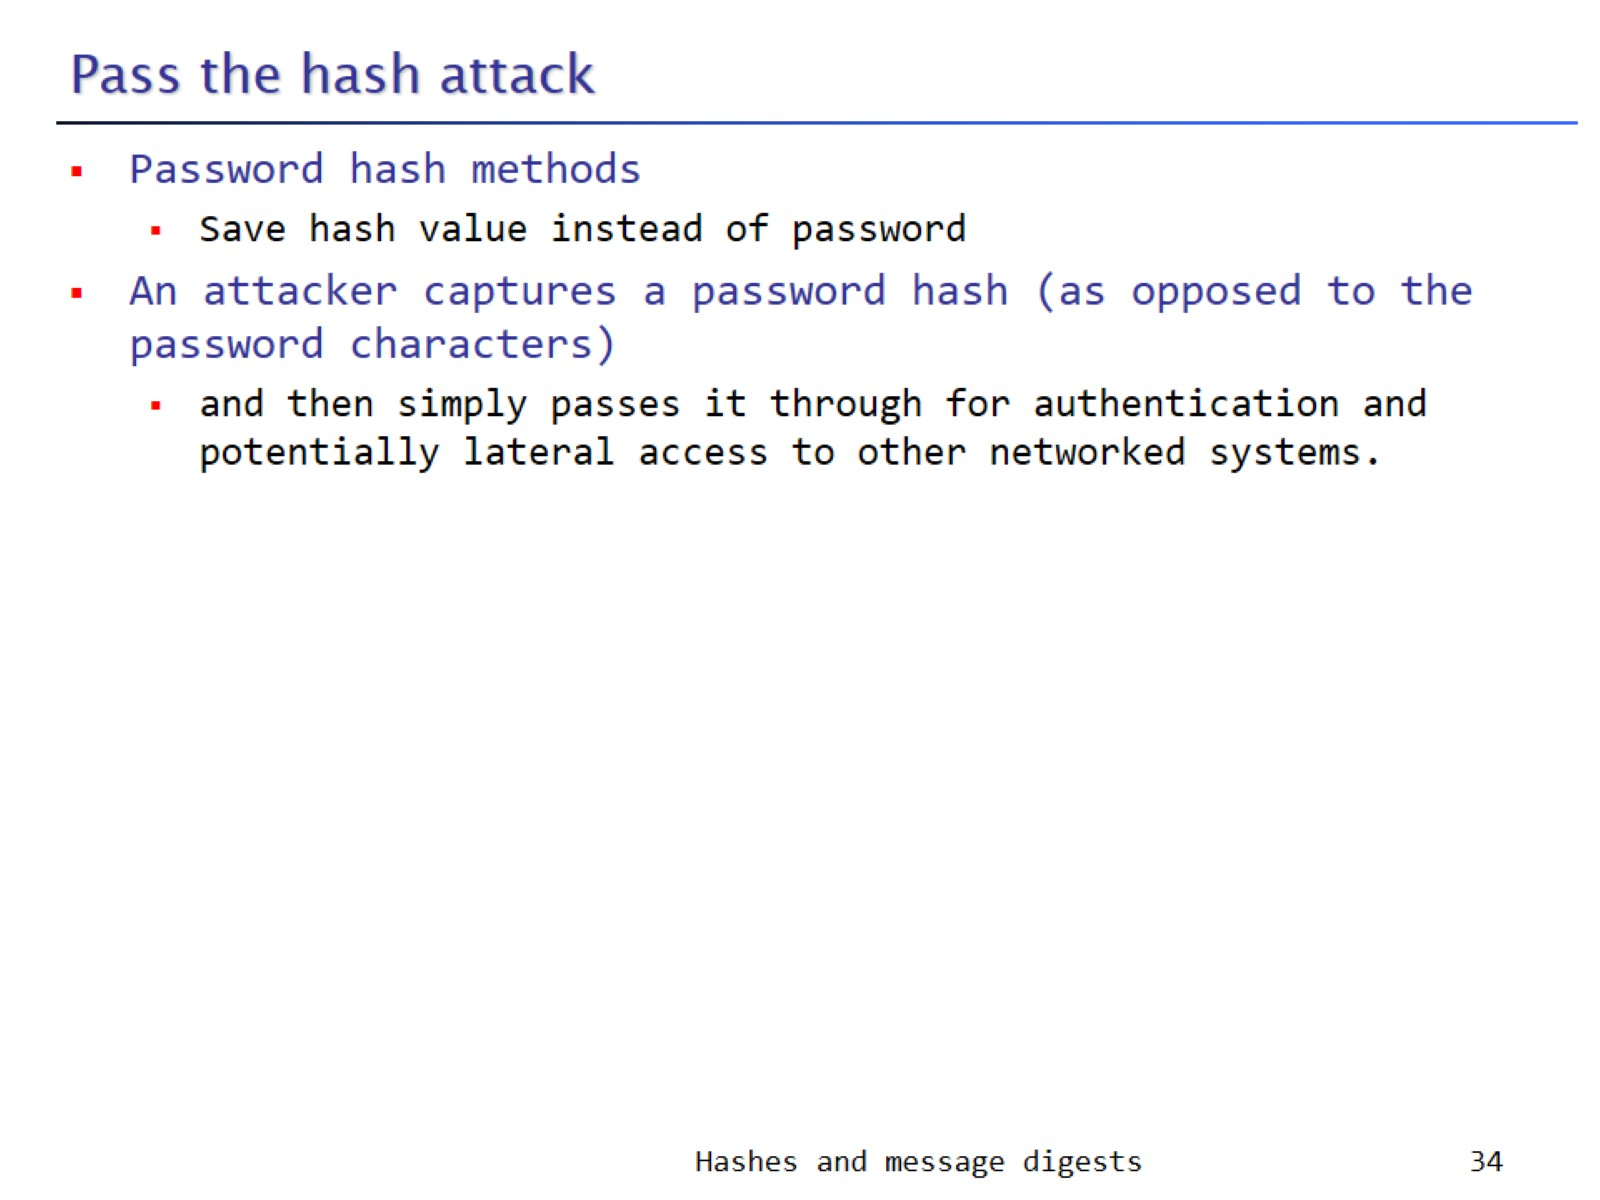 Pass the hash attack
Password hash methods
Save hash value instead of password
An attacker captures a password hash (as opposed to the
password characters)
and then simply passes it through for authentication and
potentially lateral access to other networked systems.
Hashes and message digests
34